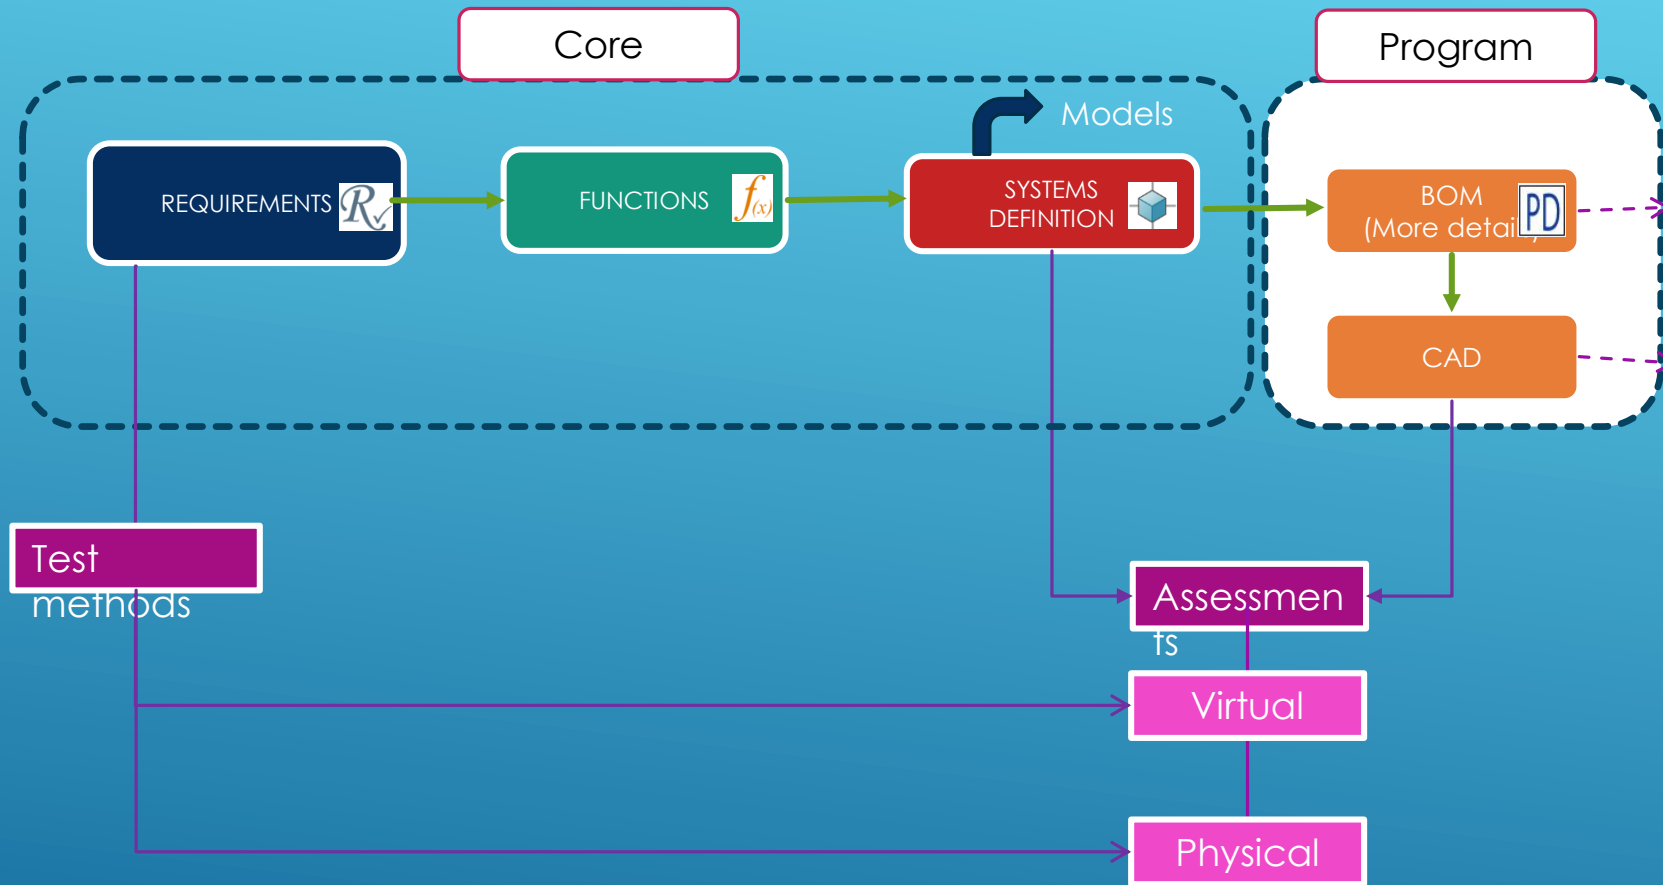 Core
Program
Models
REQUIREMENTS
R
FUNCTIONS
f(x)
SYSTEMS
DEFINITION
BOM
(More detai
PD
CAD
Test
methods
Assessmen
ts
Virtual
Physical